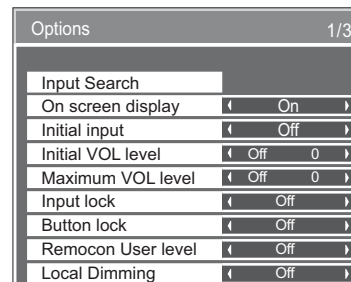 Options 1/3
Input Search
On screen display On
Initial input Off
Initial VOL level Off 0
Maximum VOL level Off 0
Input lock Off
Button lock Off
Remocon User level Off
Local Dimming Off